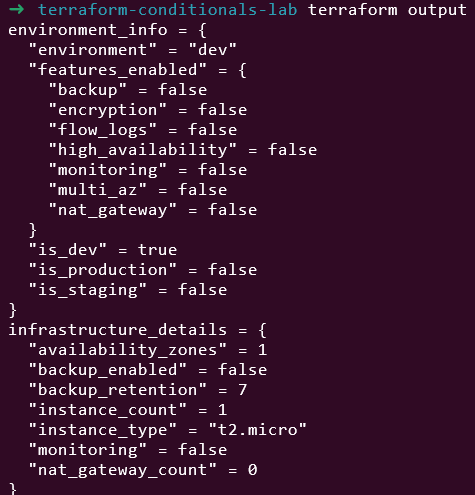 ➜ terraform-conditionals-lab terraform output
environment_info = {
  "environment" = "dev"
  "features_enabled" = {
    "backup" = false
    "encryption" = false
    "flow_logs" = false
    "high_availability" = false
    "monitoring" = false
    "multi_az" = false
    "nat_gateway" = false
  }
  "is_dev" = true
  "is_production" = false
  "is_staging" = false
}
infrastructure_details = {
  "availability_zones" = 1
  "backup_enabled" = false
  "backup_retention" = 7
  "instance_count" = 1
  "instance_type" = "t2.micro"
  "monitoring" = false
  "nat_gateway_count" = 0
}